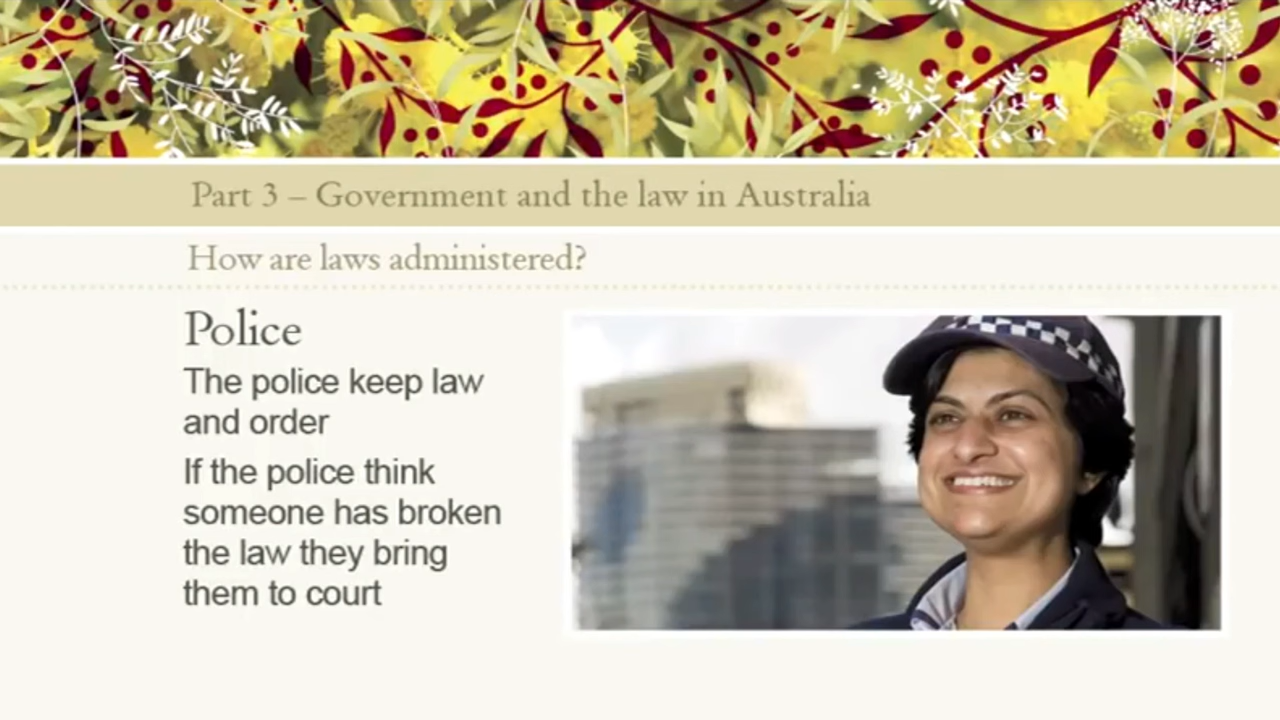 Part 3 – Government and the law in Australia
How are laws administered?
Police
The police keep law
and order
If the police think
someone has broken
the law they bring
them to court